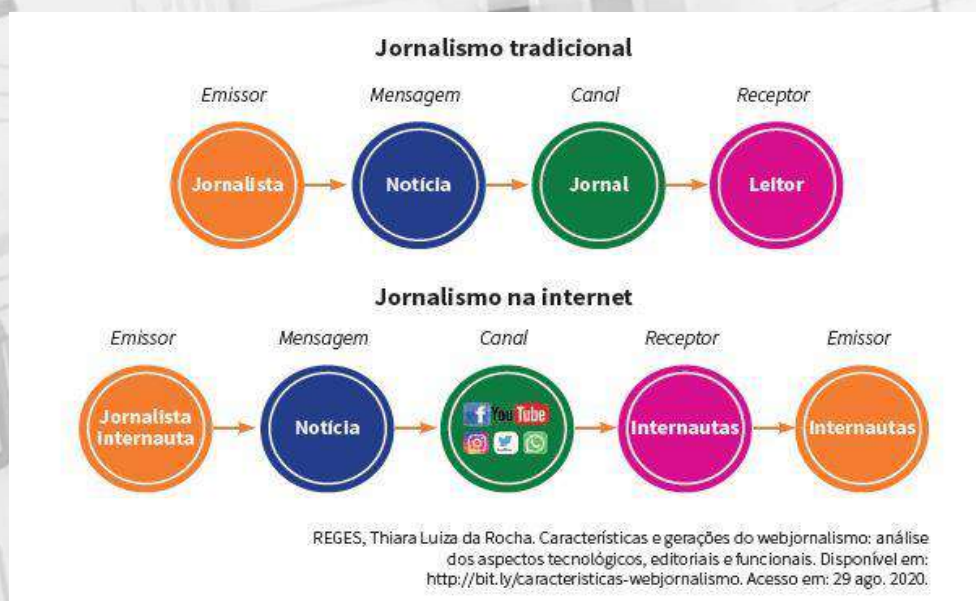 Jornalismo tradicional
Emissor Mensagem Canal Receptor
Jornalista Notícia Jornal Leitor
Jornalismo na internet
Emissor Mensagem Canal Receptor Emissor
Jornalista
internauta
Notícia
f YouTube
Internautas Internautas
REGES, Thiara Luiza da Rocha. Características e gerações do webjornalismo: análise
dos aspectos tecnológicos, editoriais e funcionais. Disponível em:
http://bit.ly/caracteristicas-webjornalismo. Acesso em: 29 ago. 2020.